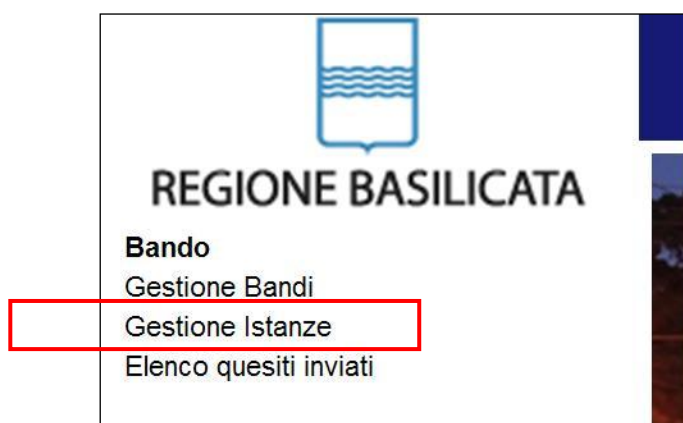 REGIONE BASILICATA
Bando
Gestione Bandi
Gestione Istanze
Elenco quesiti inviati